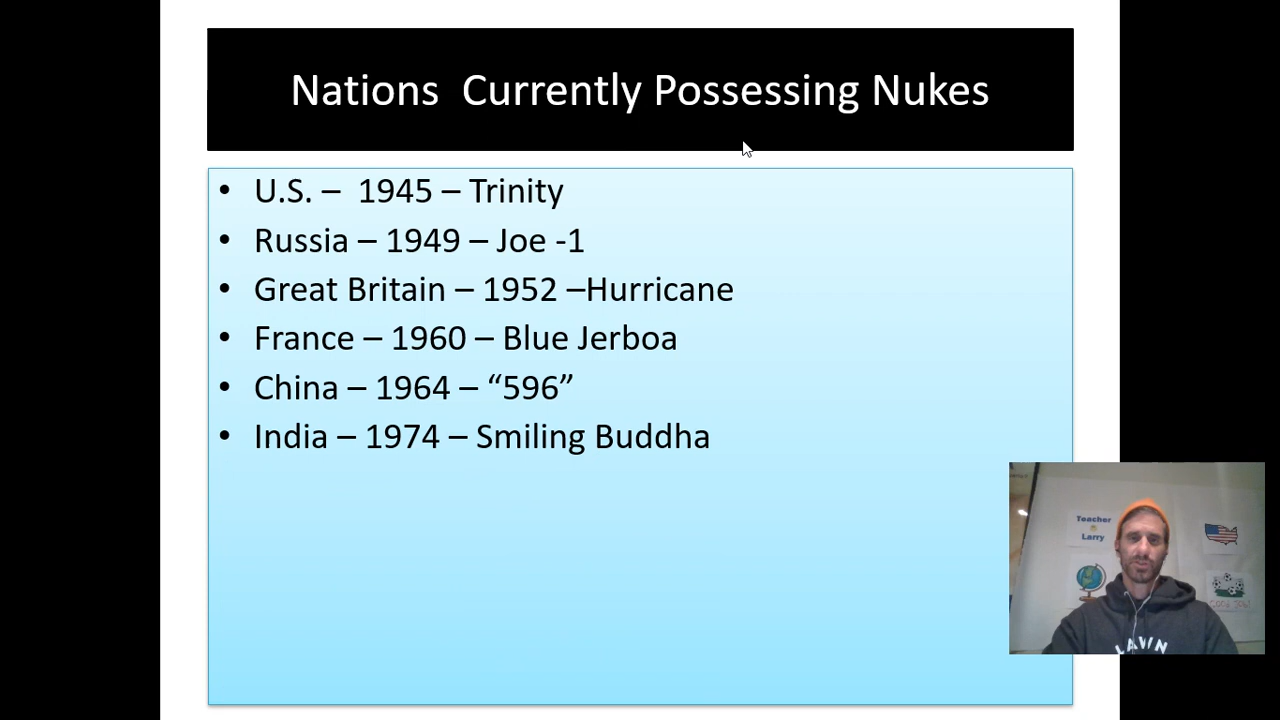 Nations Currently Possessing Nukes
• U.S. – 1945 – Trinity
• Russia – 1949 – Joe -1
• Great Britain – 1952 –Hurricane
• France – 1960 – Blue Jerboa
• China – 1964 – “596”
• India – 1974 – Smiling Buddha
Teacher
Larry